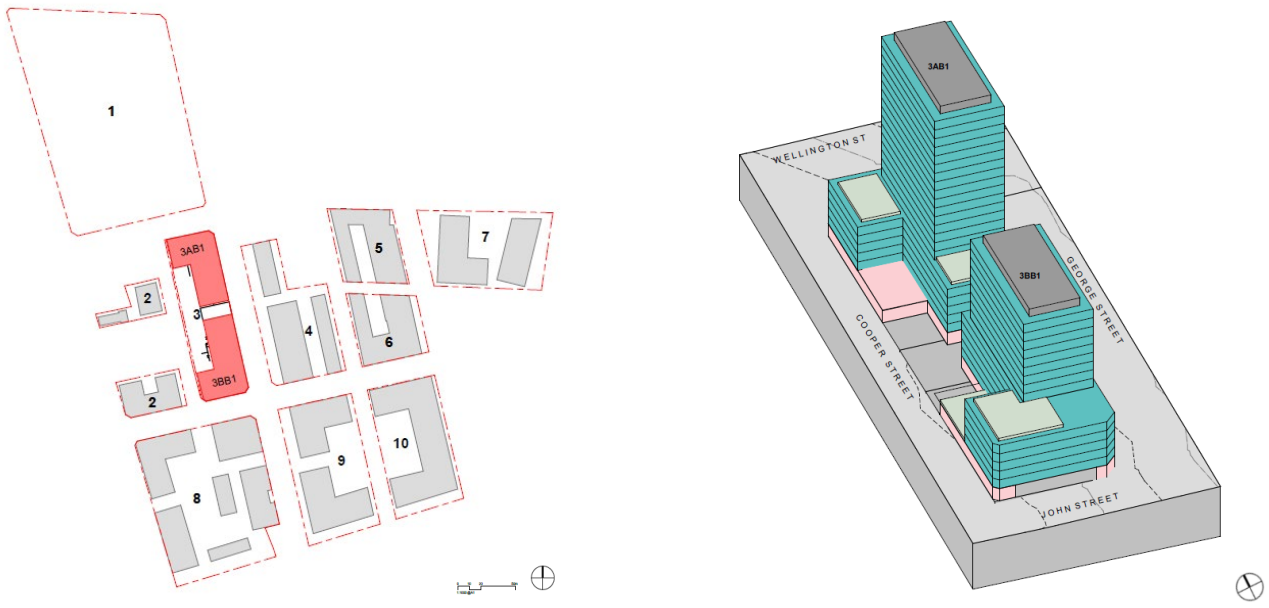 1
3AB1
2
3
4
5
6
7
3BB1
2
8
9
10
3AB1
WELLINGTON ST
3BB1
GEORGE STREET
COOPER STREET
JOHN STREET